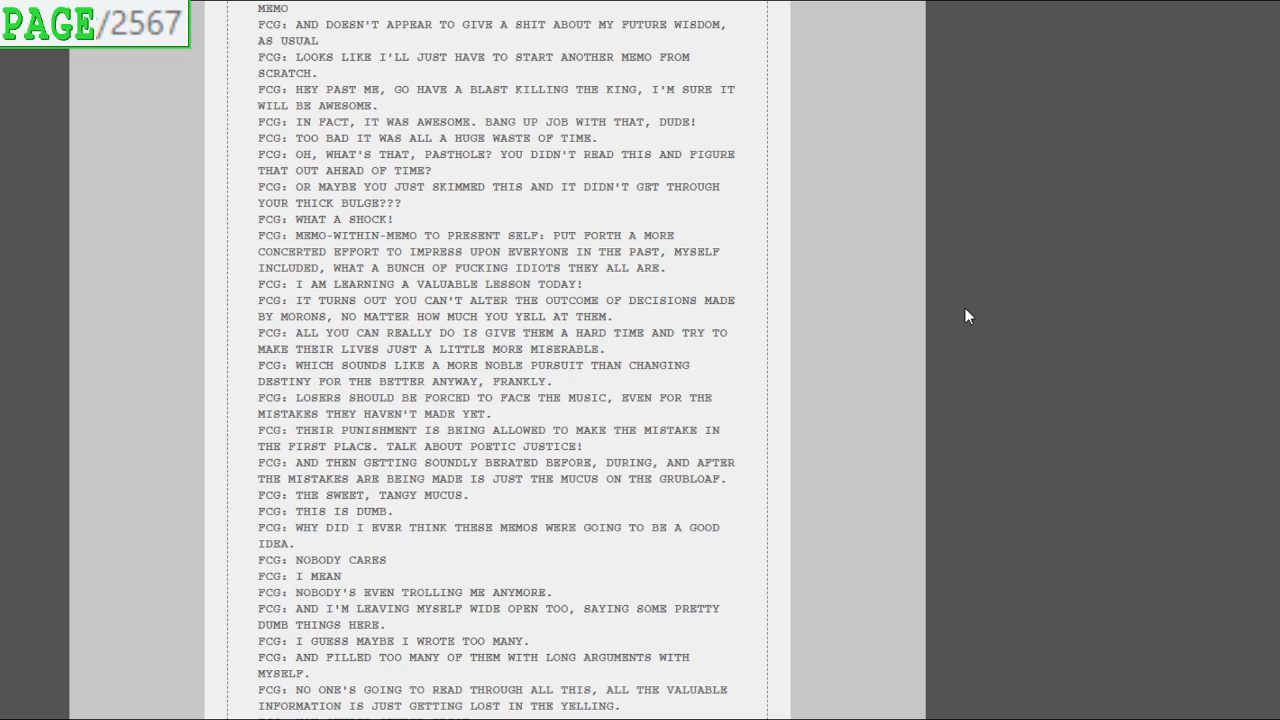 PAGE/2567
MEMO
FCG: AND DOESN'T APPEAR TO GIVE A SHIT ABOUT MY FUTURE WISDOM,
AS USUAL
FCG: LOOKS LIKE I'LL JUST HAVE TO START ANOTHER MEMO FROM
SCRATCH.
FCG: HEY PAST ME, GO HAVE A BLAST KILLING THE KING, I'M SURE IT
WILL BE AWESOME.
FCG: IN FACT, IT WAS AWESOME. BANG UP JOB WITH THAT, DUDE!
FCG: TOO BAD IT WAS ALL A HUGE WASTE OF TIME.
FCG: OH, WHAT'S THAT, PASTHOLE? YOU DIDN'T READ THIS AND FIGURE
THAT OUT AHEAD OF TIME?
FCG: OR MAYBE YOU JUST SKIMMED THIS AND IT DIDN'T GET THROUGH
YOUR THICK BULGE???
FCG: WHAT A SHOCK!
FCG: MEMO-WITHIN-MEMO TO PRESENT SELF: PUT FORTH A MORE
CONCERTED EFFORT TO IMPRESS UPON EVERYONE IN THE PAST, MYSELF
INCLUDED, WHAT A BUNCH OF FUCKING IDIOTS THEY ALL ARE.
FCG: I AM LEARNING A VALUABLE LESSON TODAY!
FCG: IT TURNS OUT YOU CAN'T ALTER THE OUTCOME OF DECISIONS MADE
BY MORONS, NO MATTER HOW MUCH YOU YELL AT THEM.
FCG: ALL YOU CAN REALLY DO IS GIVE THEM A HARD TIME AND TRY TO
MAKE THEIR LIVES JUST A LITTLE MORE MISERABLE.
FCG: WHICH SOUNDS LIKE A MORE NOBLE PURSUIT THAN CHANGING
DESTINY FOR THE BETTER ANYWAY, FRANKLY.
FCG: LOSERS SHOULD BE FORCED TO FACE THE MUSIC, EVEN FOR THE
MISTAKES THEY HAVEN'T MADE YET.
FCG: THEIR PUNISHMENT IS BEING ALLOWED TO MAKE THE MISTAKE IN
THE FIRST PLACE. TALK ABOUT POETIC JUSTICE!
FCG: AND THEN GETTING SOUNDLY BERATED BEFORE, DURING, AND AFTER
THE MISTAKES ARE BEING MADE IS JUST THE MUCUS ON THE GRUBLOAF.
FCG: THE SWEET, TANGY MUCUS.
FCG: THIS IS DUMB.
FCG: WHY DID I EVER THINK THESE MEMOS WERE GOING TO BE A GOOD
IDEA.
FCG: NOBODY CARES
FCG: I MEAN
FCG: NOBODY'S EVEN TROLLING ME ANYMORE.
FCG: AND I'M LEAVING MYSELF WIDE OPEN TOO, SAYING SOME PRETTY
DUMB THINGS HERE.
FCG: I GUESS MAYBE I WROTE TOO MANY.
FCG: AND FILLED TOO MANY OF THEM WITH LONG ARGUMENTS WITH
MYSELF.
FCG: NO ONE'S GOING TO READ THROUGH ALL THIS, ALL THE VALUABLE
INFORMATION IS JUST GETTING LOST IN THE YELLING.